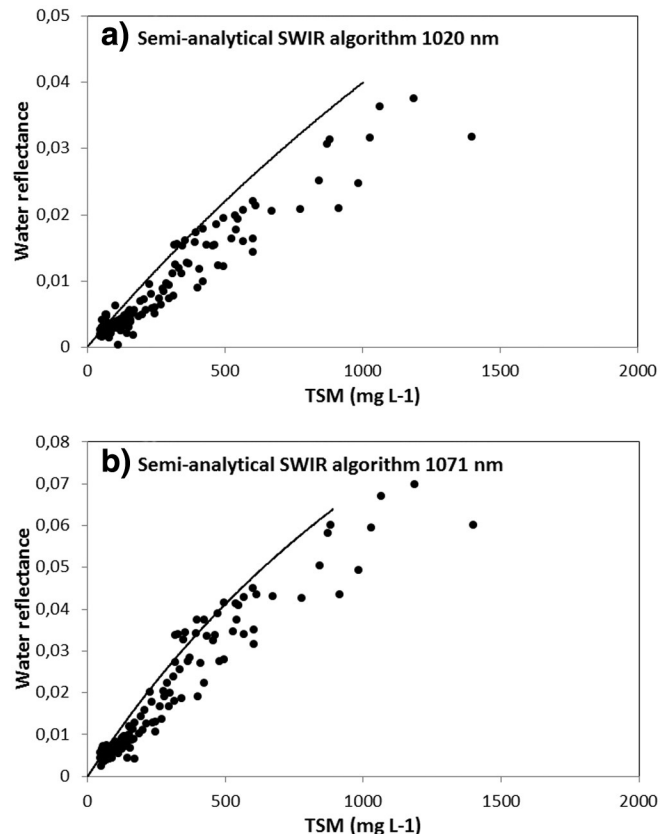 0,05
a) Semi-analytical SWIR algorithm 1020 nm
0,04
0,03
Water reflectance
0,02
0,01
0
0 500 1000 1500 2000
TSM (mg L-1)
0,08
b) Semi-analytical SWIR algorithm 1071 nm
0,07
0,06
0,05
Water reflectance
0,04
0,03
0,02
0,01
0
0 500 1000 1500 2000
TSM (mg L-1)